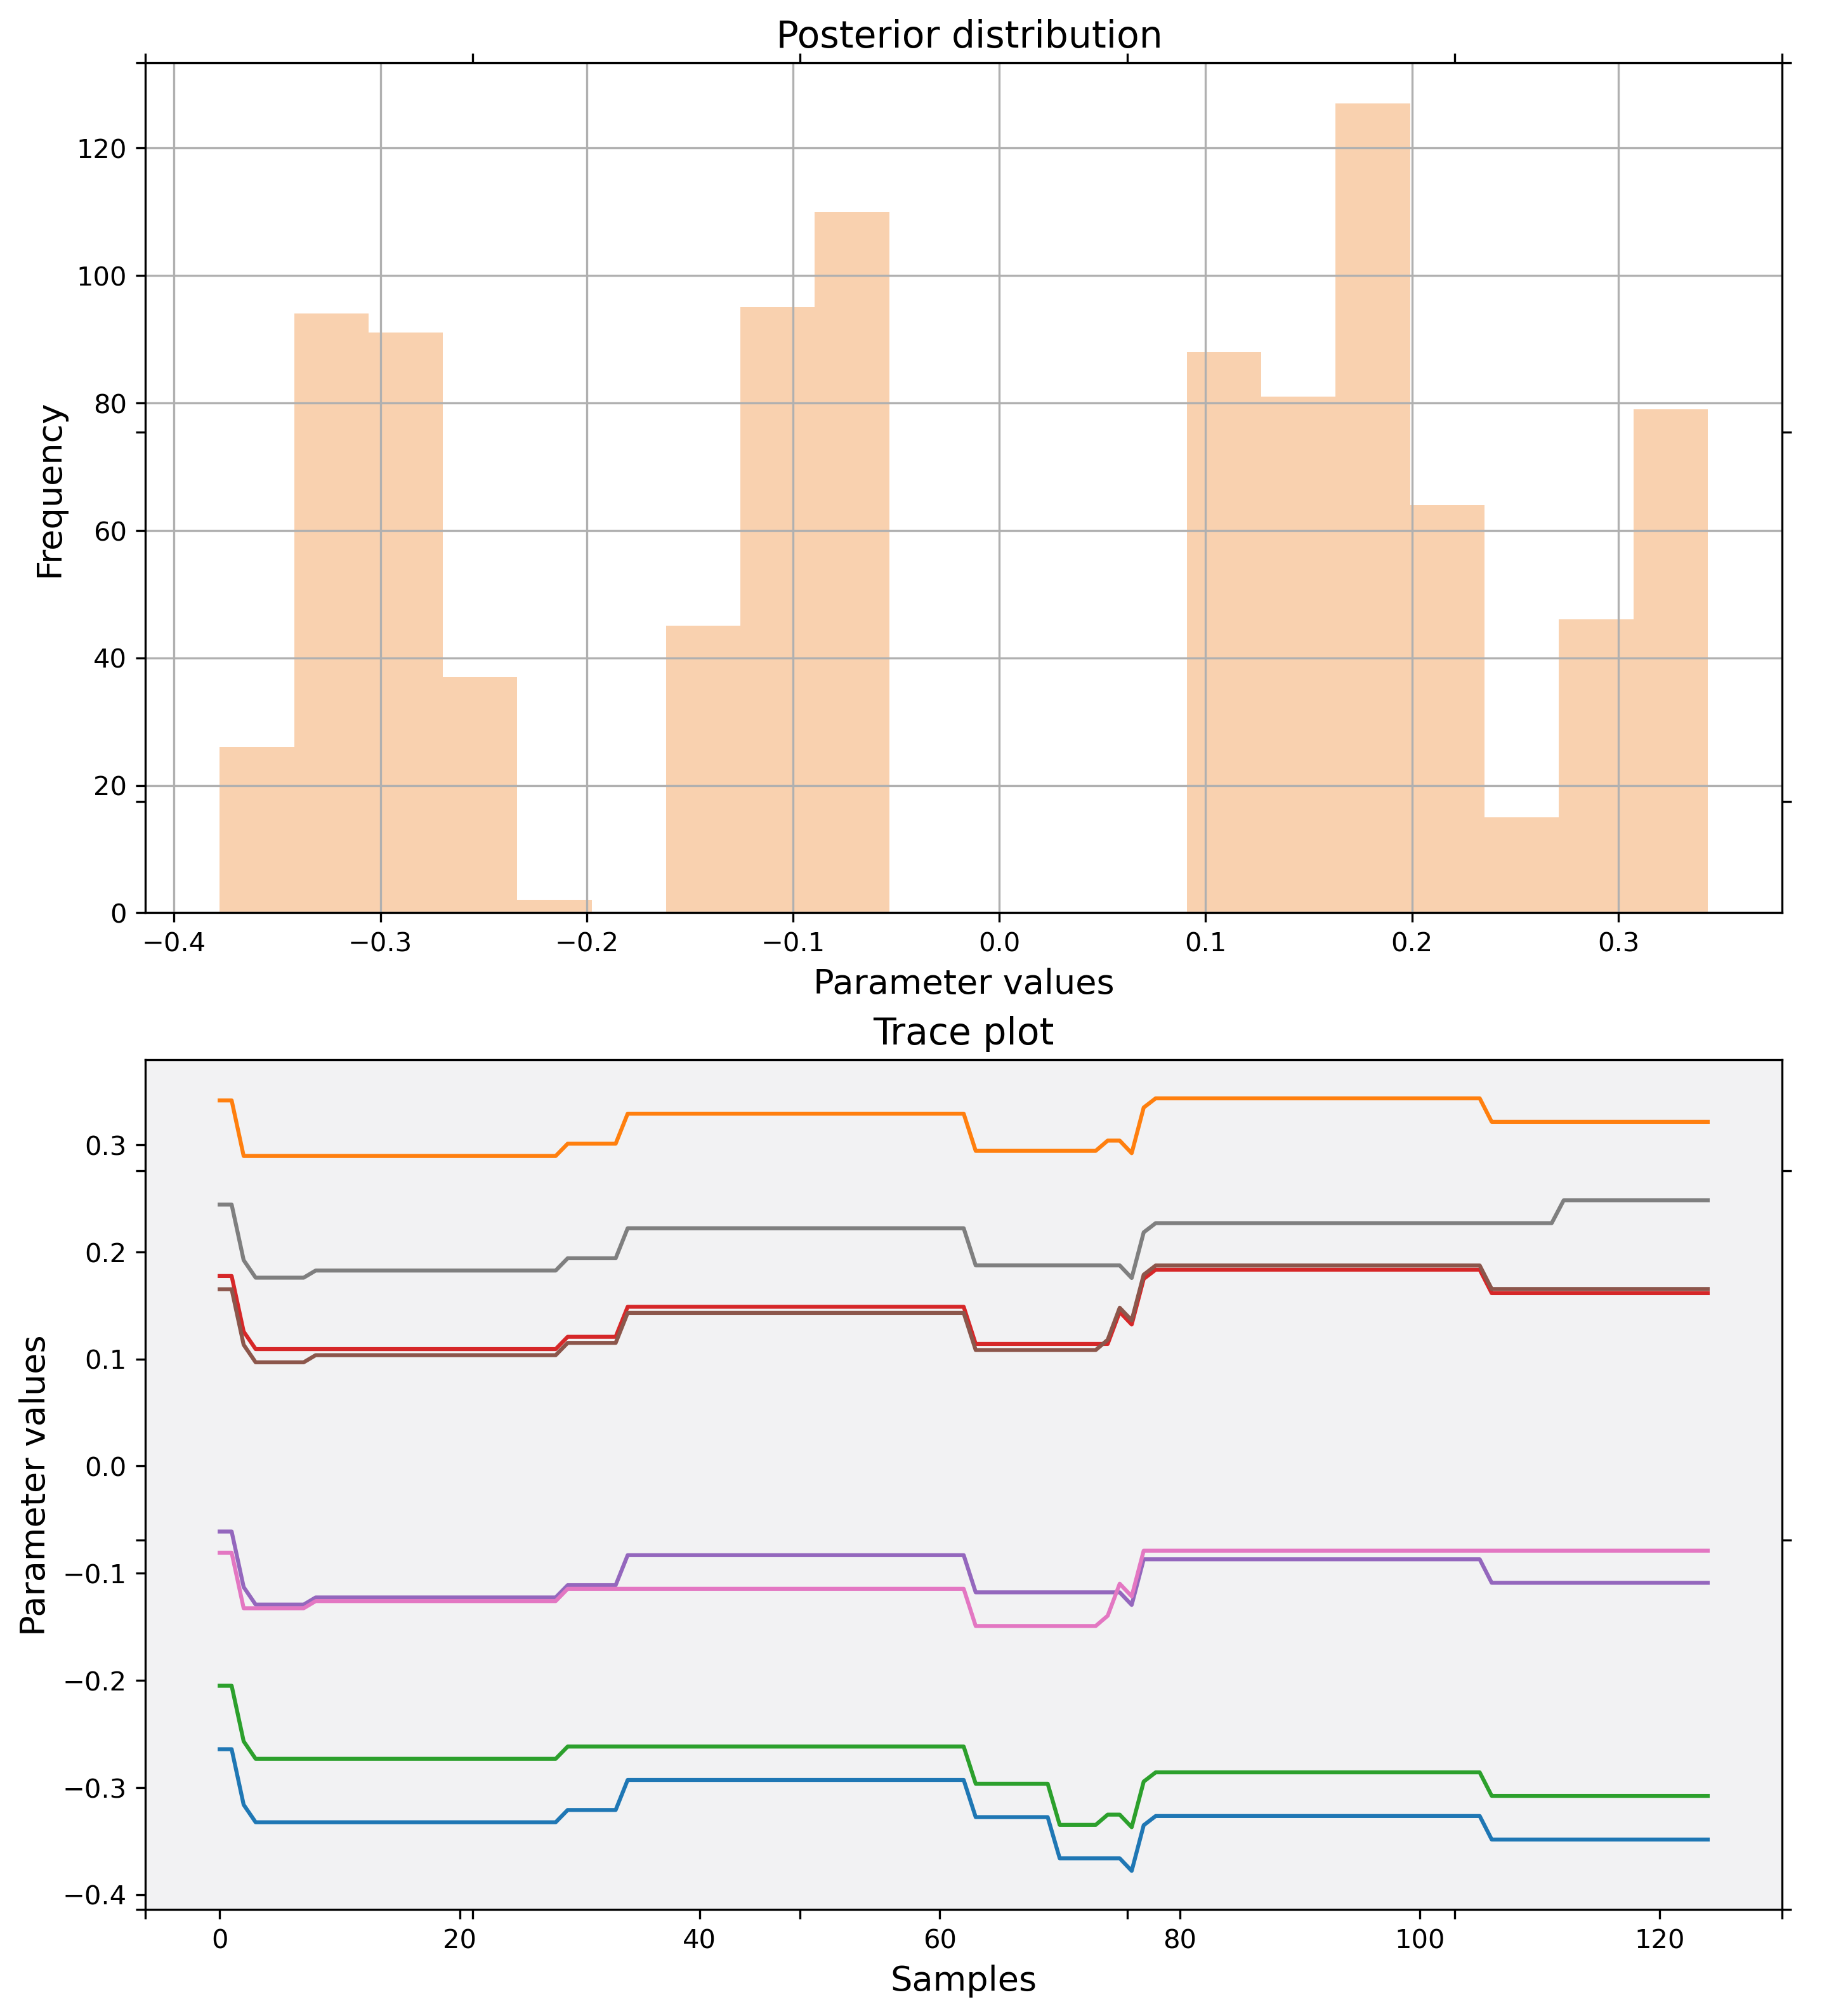 Posterior distribution
120
100
80
60
40
20
0
Frequency
−0.4 −0.3 −0.2 −0.1 0.0 0.1 0.2 0.3
Parameter values
Trace plot
0.3
0.2
0.1
0.0
−0.1
−0.2
−0.3
−0.4
Parameter values
0 20 40 60 80 100 120
Samples